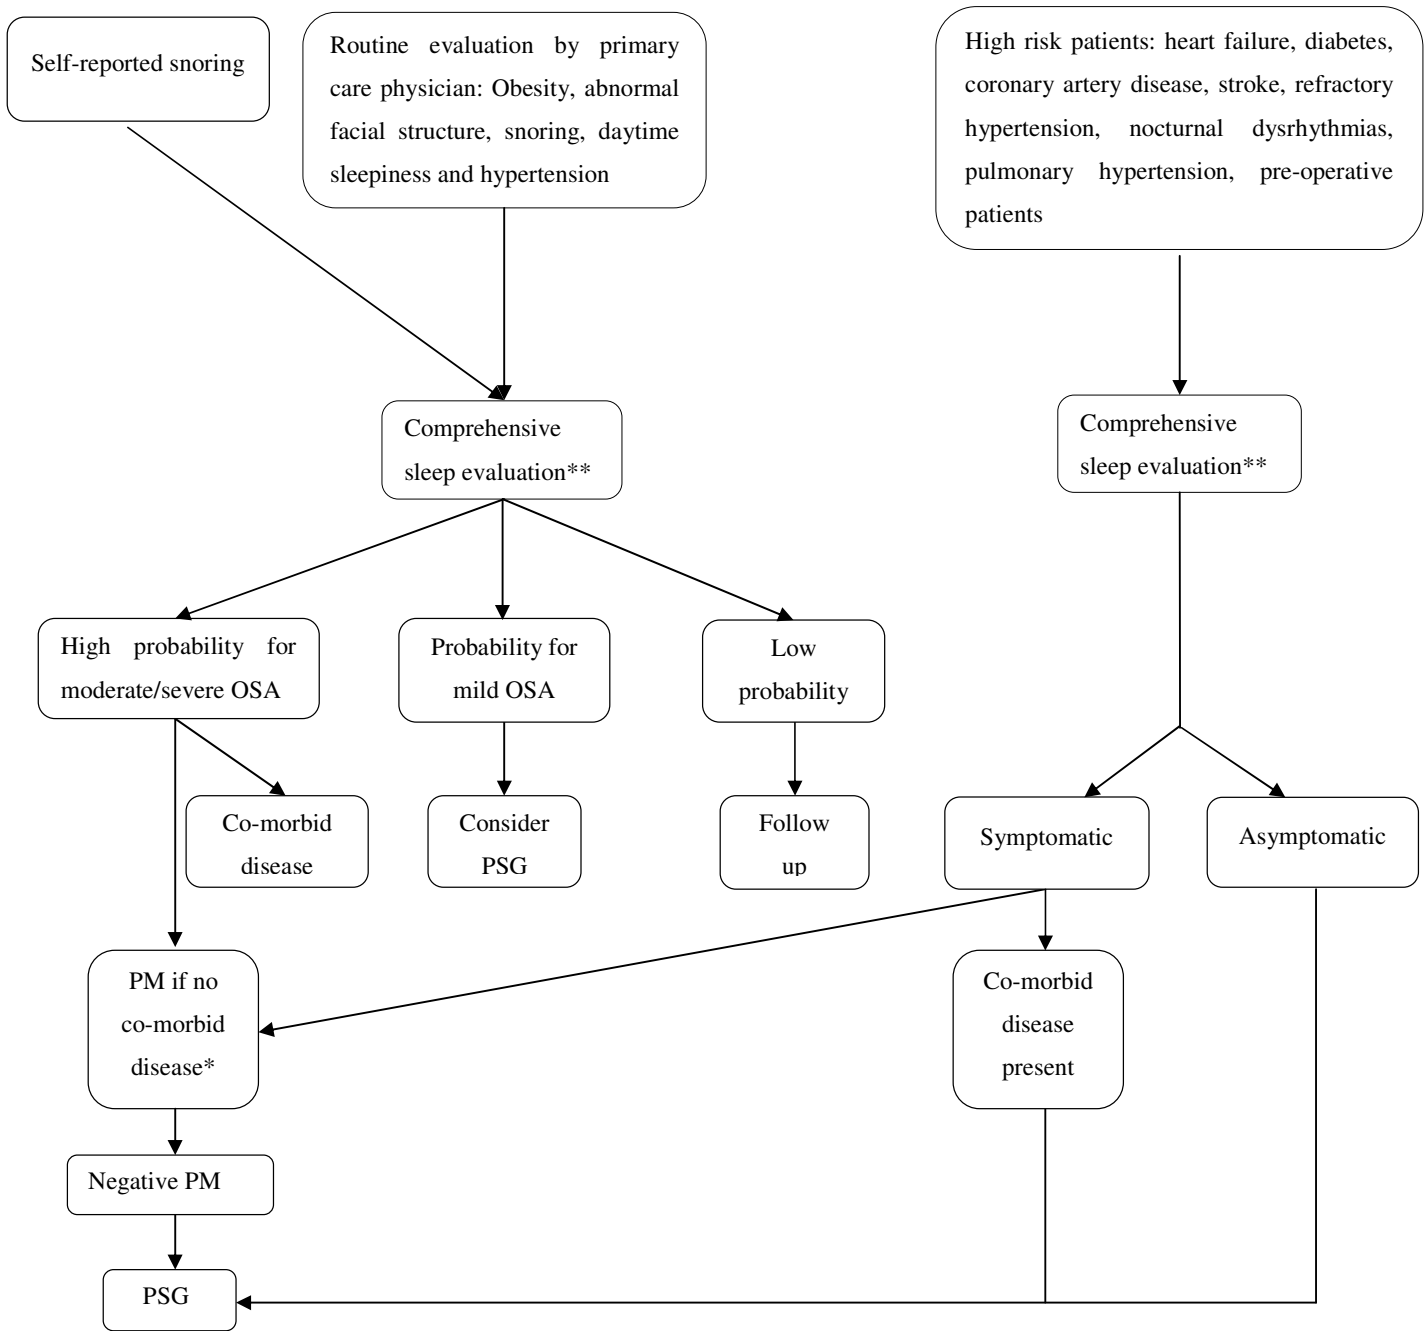 Self-reported snoring
Routine evaluation by primary
care physician: Obesity, abnormal
facial structure, snoring, daytime
sleepiness and hypertension
High risk patients: heart failure, diabetes,
coronary artery disease, stroke, refractory
hypertension, nocturnal dysrhythmias,
pulmonary hypertension, pre-operative
patients
Comprehensive
sleep evaluation**
Comprehensive
sleep evaluation**
High probability for
moderate/severe OSA
Probability for
mild OSA
Low
probability
Co-morbid
disease
Consider
PSG
Follow
up
Symptomatic
Asymptomatic
PM if no
co-morbid
disease*
Co-morbid
disease
present
Negative PM
PSG